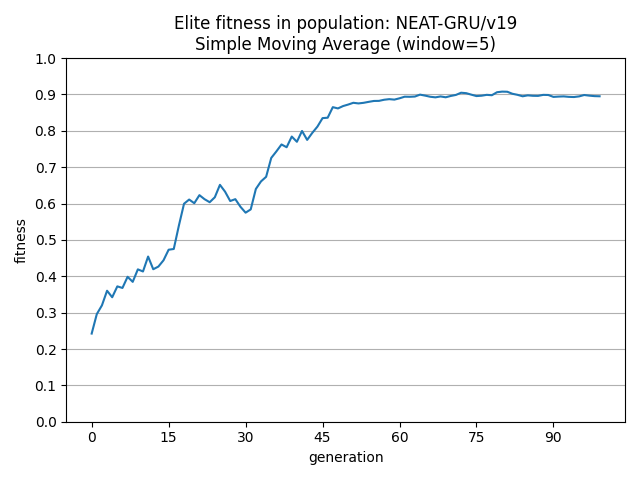 Elite fitness in population: NEAT-GRU/v19
Simple Moving Average (window=5)
1.0
0.9
0.8
0.7
0.6
0.5
0.4
0.3
0.2
0.1
0.0
fitness
0 15 30 45 60 75 90
generation